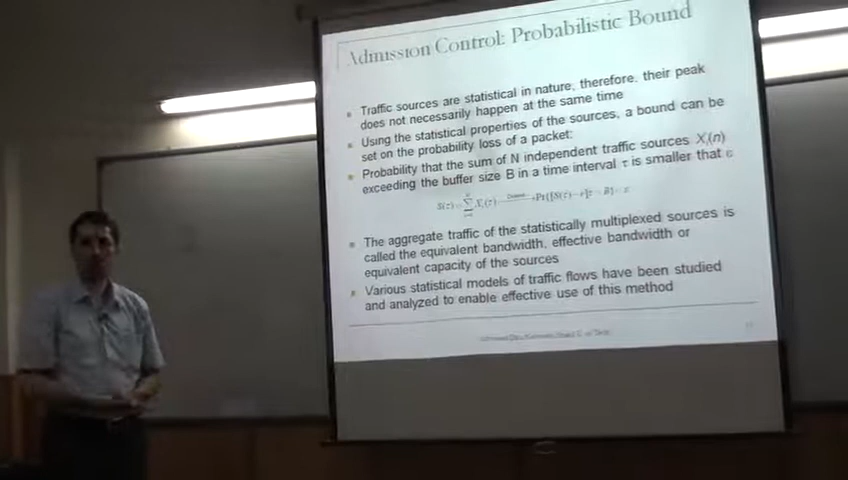 Admission Control: Probabilistic Bound
Traffic sources are statistical in nature, therefore, their peak
does not necessarily happen at the same time
Using the statistical properties of the sources, a bound can be
set on the probability loss of a packet:
Probability that the sum of N independent traffic sources Xᵢ(n)
exceeding the buffer size B in a time interval τ is smaller that ε
The aggregate traffic of the statistically multiplexed sources is
called the equivalent bandwidth, effective bandwidth or
equivalent capacity of the sources
Various statistical models of traffic flows have been studied
and analyzed to enable effective use of this method